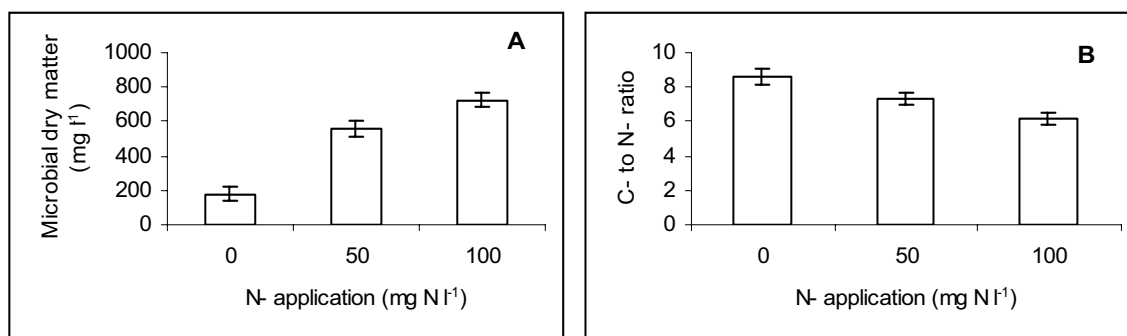 A
Microbial dry matter
(mg l¹)
1000
800
600
400
200
0
0 50 100
N- application (mg N l⁻¹)
B
C- to N- ratio
10
8
6
4
2
0
0 50 100
N- application (mg N l⁻¹)